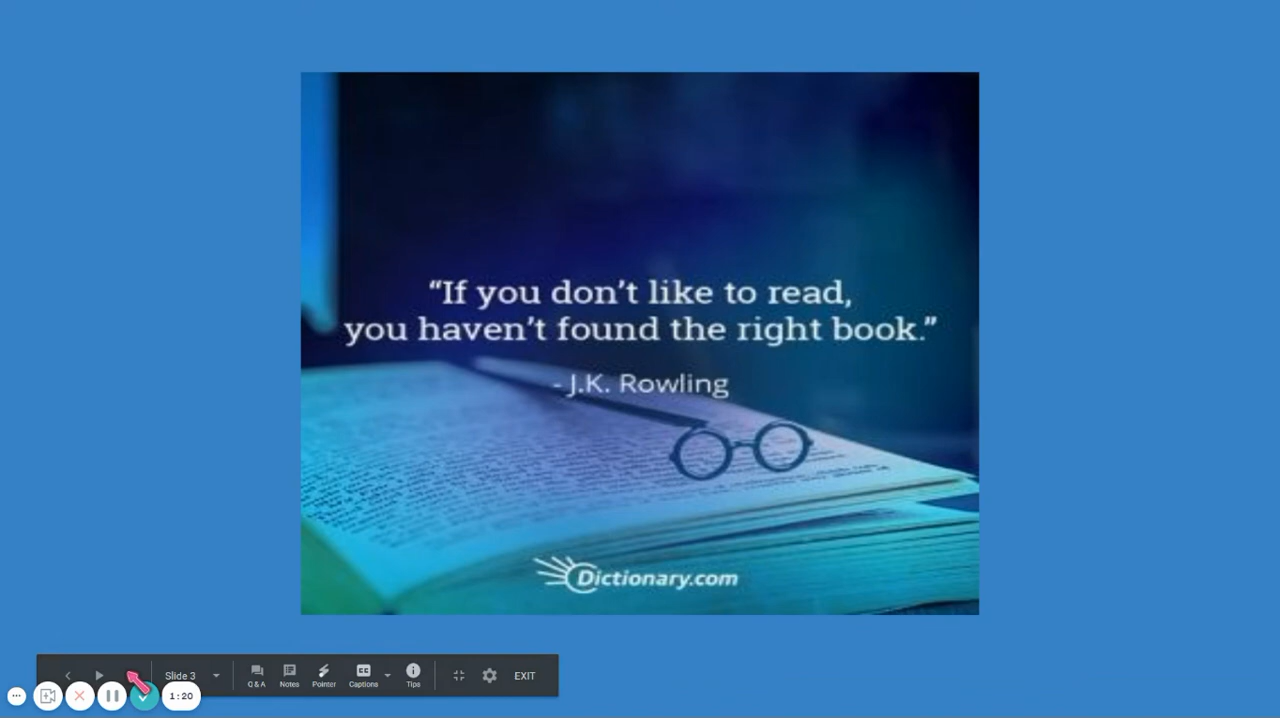 “If you don’t like to read,
you haven’t found the right book.”
- J.K. Rowling
Dictionary.com
Slide 3
Q & A
Notes
Pointer
Captions
Tips
EXIT
1:20